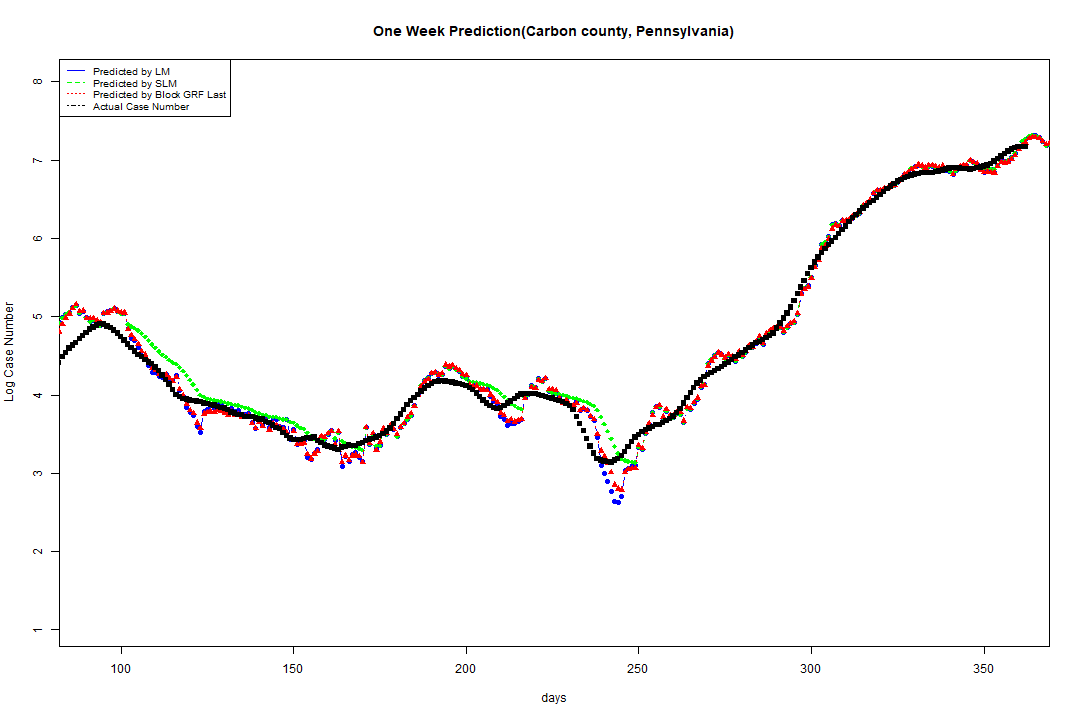 One Week Prediction(Carbon county, Pennsylvania)
Predicted by LM
Predicted by SLM
Predicted by Block GRF Last
Actual Case Number
Log Case Number
8
7
6
5
4
3
2
1
100 150 200 250 300 350
days